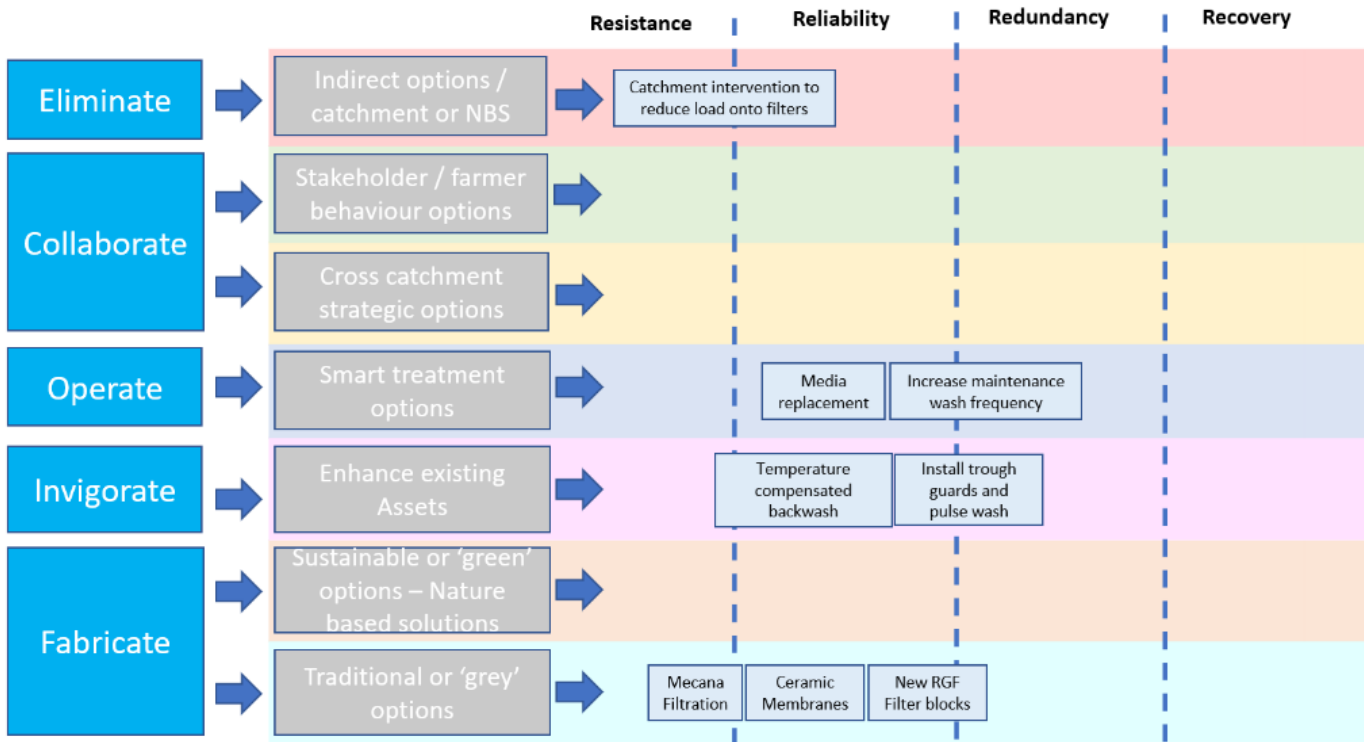 Resistance
Reliability
Redundancy
Recovery
Eliminate
Indirect options /
catchment or NBS
Catchment intervention to
reduce load onto filters
Collaborate
Stakeholder / farmer
behaviour options
Cross catchment
strategic options
Operate
Smart treatment
options
Media
replacement
Increase maintenance
wash frequency
Invigorate
Enhance existing
Assets
Temperature
compensated
backwash
Install trough
guards and
pulse wash
Fabricate
Sustainable or ‘green’
options – Nature
based solutions
Traditional or ‘grey’
options
Mecana
Filtration
Ceramic
Membranes
New RGF
Filter blocks